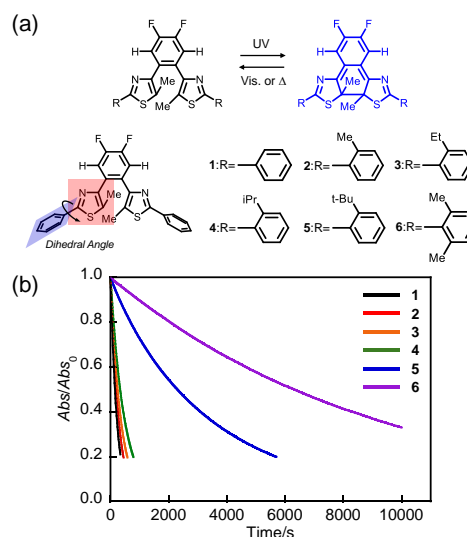 (a)
F F
H H
UV
Vis. or Δ
N Me N
R S Me S R
F F
H H
N Me N
R S Me S R
F F
H H
N Me N
S Me S
Dihedral Angle
1:R=
Me
2:R=
Et
3:R=
iPr
4:R=
t-Bu
5:R=
Me
6:R=
Me
(b)
1.0
0.8
0.6
0.4
0.2
0.0
Abs/Abs0
1
2
3
4
5
6
0 2000 4000 6000 8000 10000
Time/s